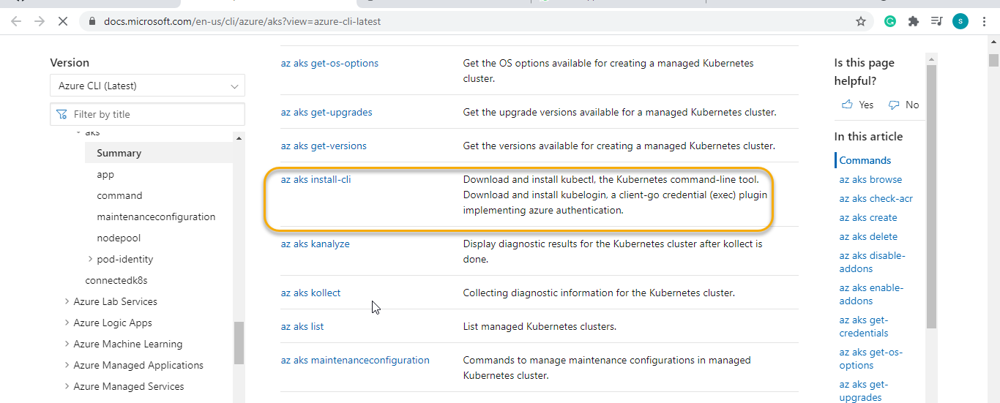 docs.microsoft.com/en-us/cli/azure/aks?view=azure-cli-latest
S
Version
Azure CLI (Latest)
Filter by title
aks
Summary
app
command
maintenanceconfiguration
nodepool
pod-identity
connectedk8s
Azure Lab Services
Azure Logic Apps
Azure Machine Learning
Azure Managed Applications
Azure Managed Services
az aks get-os-options
Get the OS options available for creating a managed Kubernetes
cluster.
az aks get-upgrades
Get the upgrade versions available for a managed Kubernetes cluster.
az aks get-versions
Get the versions available for creating a managed Kubernetes cluster.
az aks install-cli
Download and install kubectl, the Kubernetes command-line tool.
Download and install kubelogin, a client-go credential (exec) plugin
implementing azure authentication.
az aks kanalyze
Display diagnostic results for the Kubernetes cluster after kollect is
done.
az aks kollect
Collecting diagnostic information for the Kubernetes cluster.
az aks list
List managed Kubernetes clusters.
az aks maintenanceconfiguration
Commands to manage maintenance configurations in managed
Kubernetes cluster.
Is this page
helpful?
Yes
No
In this article
Commands
az aks browse
az aks check-acr
az aks create
az aks delete
az aks disable-
addons
az aks enable-
addons
az aks get-
credentials
az aks get-os-
options
az aks get-
upgrades